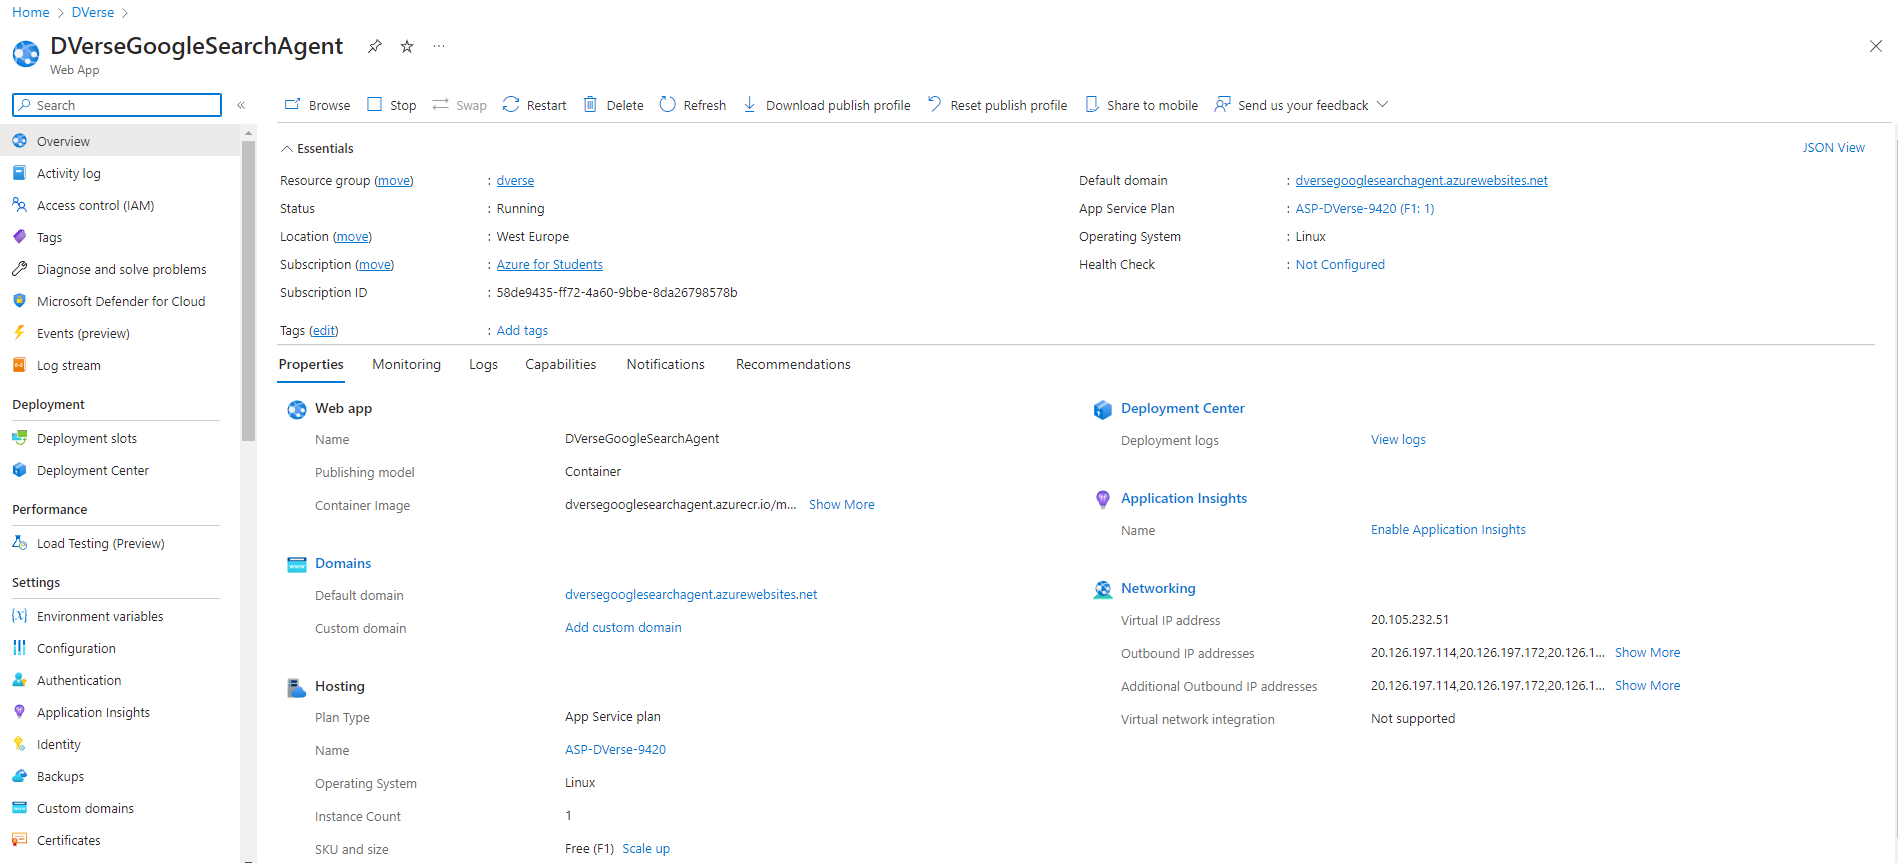 Home > DVerse >
DVerseGoogleSearchAgent
Web App
Search
«
Browse Stop Swap Restart Delete Refresh Download publish profile Reset publish profile Share to mobile Send us your feedback
Overview
Activity log
Access control (IAM)
Tags
Diagnose and solve problems
Microsoft Defender for Cloud
Events (preview)
Log stream
Deployment
Deployment slots
Deployment Center
Performance
Load Testing (Preview)
Settings
Environment variables
Configuration
Authentication
Application Insights
Identity
Backups
Custom domains
Certificates
Essentials
JSON View
Resource group (move) : dverse
Status : Running
Location (move) : West Europe
Subscription (move) : Azure for Students
Subscription ID : 58de9435-ff72-4a60-9bbe-8da26798578b
Tags (edit) : Add tags
Default domain : dversegooglesearchagent.azurewebsites.net
App Service Plan : ASP-DVerse-9420 (F1: 1)
Operating System : Linux
Health Check : Not Configured
Properties Monitoring Logs Capabilities Notifications Recommendations
Web app
Name DVerseGoogleSearchAgent
Publishing model Container
Container Image dversegooglesearchagent.azurecr.io/m... Show More
Domains
Default domain dversegooglesearchagent.azurewebsites.net
Custom domain Add custom domain
Hosting
Plan Type App Service plan
Name ASP-DVerse-9420
Operating System Linux
Instance Count 1
SKU and size Free (F1) Scale up
Deployment Center
Deployment logs View logs
Application Insights
Name Enable Application Insights
Networking
Virtual IP address 20.105.232.51
Outbound IP addresses 20.126.197.114,20.126.197.172,20.126.1... Show More
Additional Outbound IP addresses 20.126.197.114,20.126.197.172,20.126.1... Show More
Virtual network integration Not supported